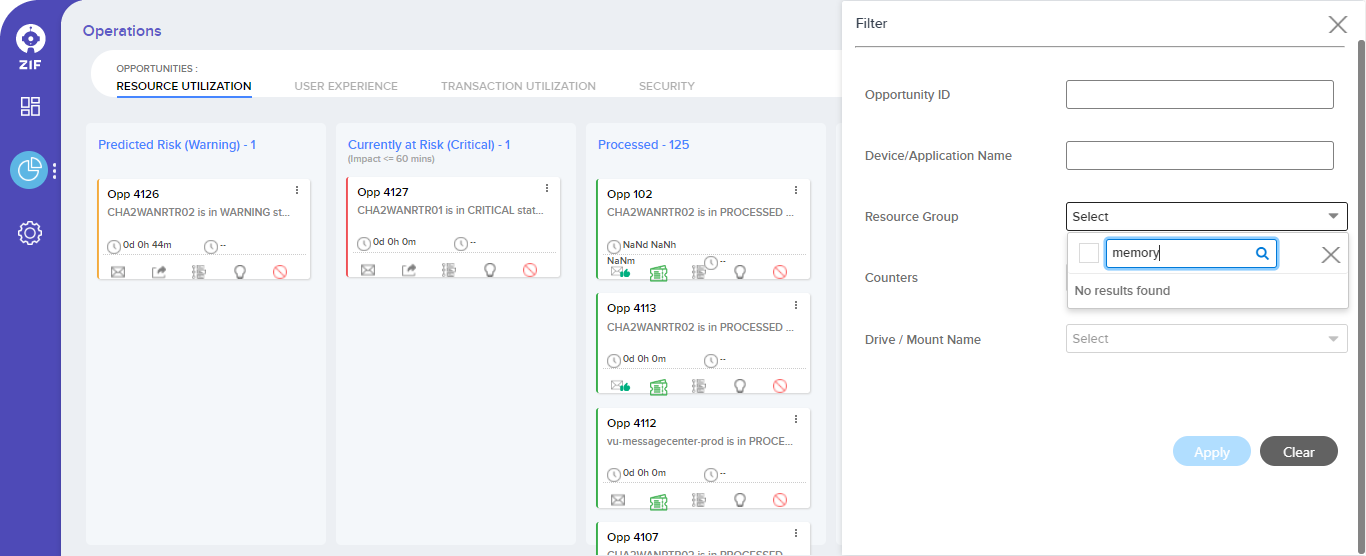 ZIF
Operations
OPPORTUNITIES :
RESOURCE UTILIZATION
USER EXPERIENCE
TRANSACTION UTILIZATION
SECURITY
Predicted Risk (Warning) - 1
Opp 4126
CHA2WANRTR02 is in WARNING st...
0d 0h 44m
--
Currently at Risk (Critical) - 1
(Impact <= 60 mins)
Opp 4127
CHA2WANRTR01 is in CRITICAL stat...
0d 0h 0m
--
Processed - 125
Opp 102
CHA2WANRTR02 is in PROCESSED ...
NaNd NaNh
NaNm
--
Opp 4113
CHA2WANRTR02 is in PROCESSED ...
0d 0h 0m
--
Opp 4112
vu-messagecenter-prod is in PROCE...
0d 0h 0m
--
Opp 4107
CHA2WANRTR02 is in PROCESSED ...
Filter
Opportunity ID
Device/Application Name
Resource Group
Select
memory
No results found
Counters
Drive / Mount Name
Select
Apply
Clear